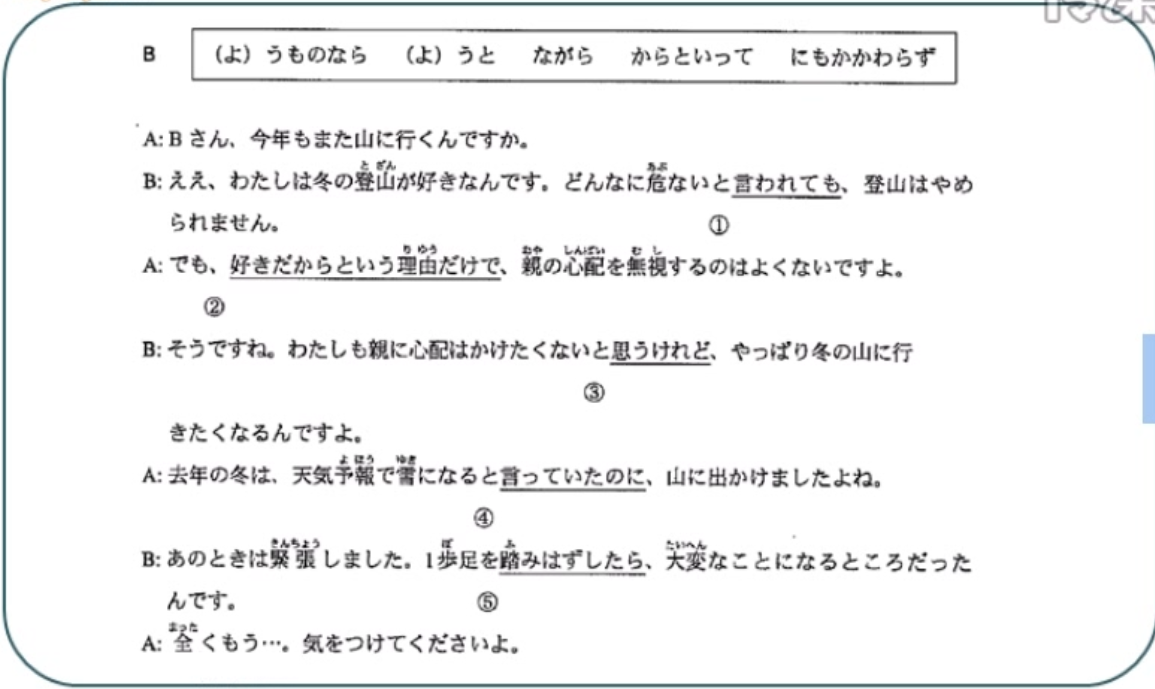 B （よ）うものなら （よ）うと ながら からといって にもかかわらず
A: B さん、今年もまた山に行くんですか。
B: ええ、わたしは冬の登山が好きなんです。どんなに危ないと言われても、登山はやめ
られません。 ①
A: でも、好きだからという理由だけで、親の心配を無視するのはよくないですよ。
②
B: そうですね。わたしも親に心配はかけたくないと思うけれど、やっぱり冬の山に行
③
きたくなるんですよ。
A: 去年の冬は、天気予報で雪になると言っていたのに、山に出かけましたよね。
④
B: あのときは緊張しました。1歩足を踏みはずしたら、大変なことになるところだった
んです。 ⑤
A: 全くもう…。気をつけてくださいよ。